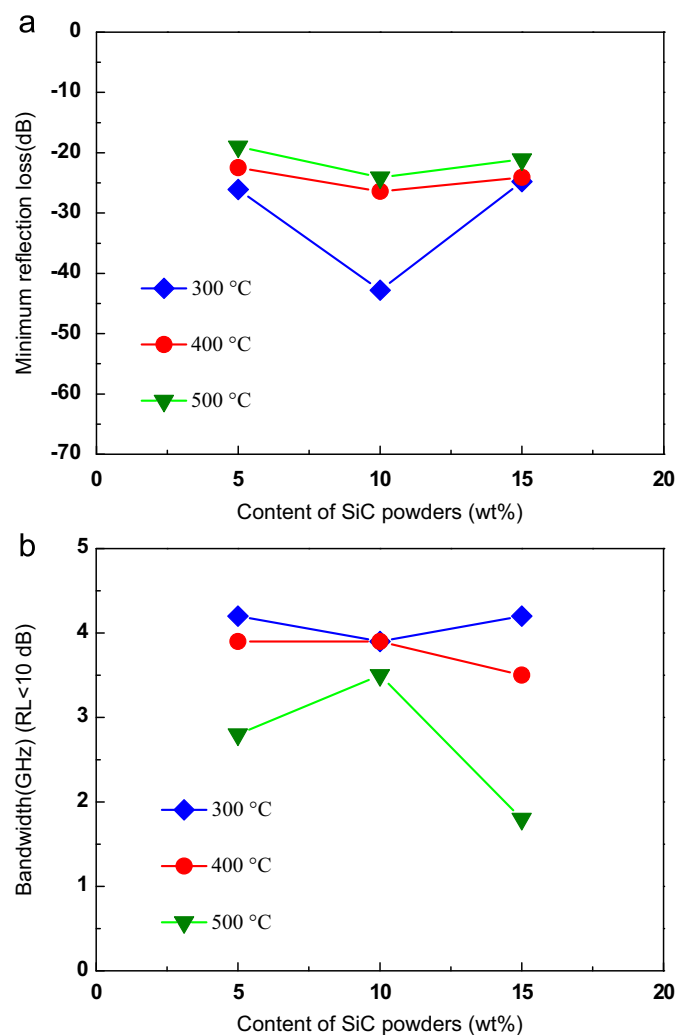 a
0
-10
-20
-30
-40
-50
-60
-70
Minimum reflection loss(dB)
300 °C
400 °C
500 °C
0 5 10 15 20
Content of SiC powders (wt%)
b
5
4
3
2
1
0
Bandwidth(GHz) (RL<10 dB)
300 °C
400 °C
500 °C
0 5 10 15 20
Content of SiC powders (wt%)